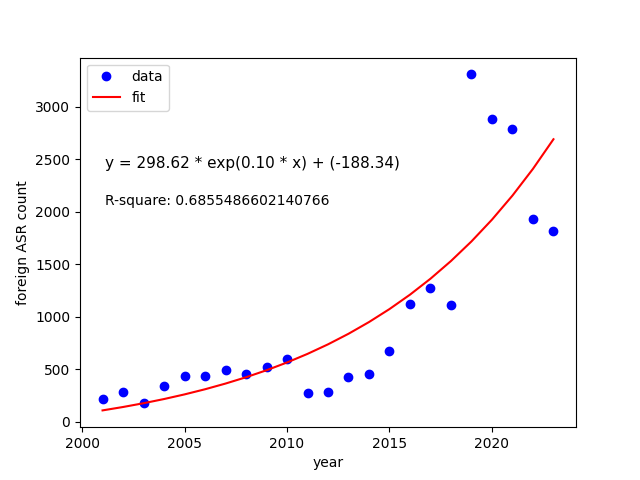 data
fit
y = 298.62 * exp(0.10 * x) + (-188.34)
R-square: 0.6855486602140766
foreign ASR count
3000
2500
2000
1500
1000
500
0
2000 2005 2010 2015 2020
year